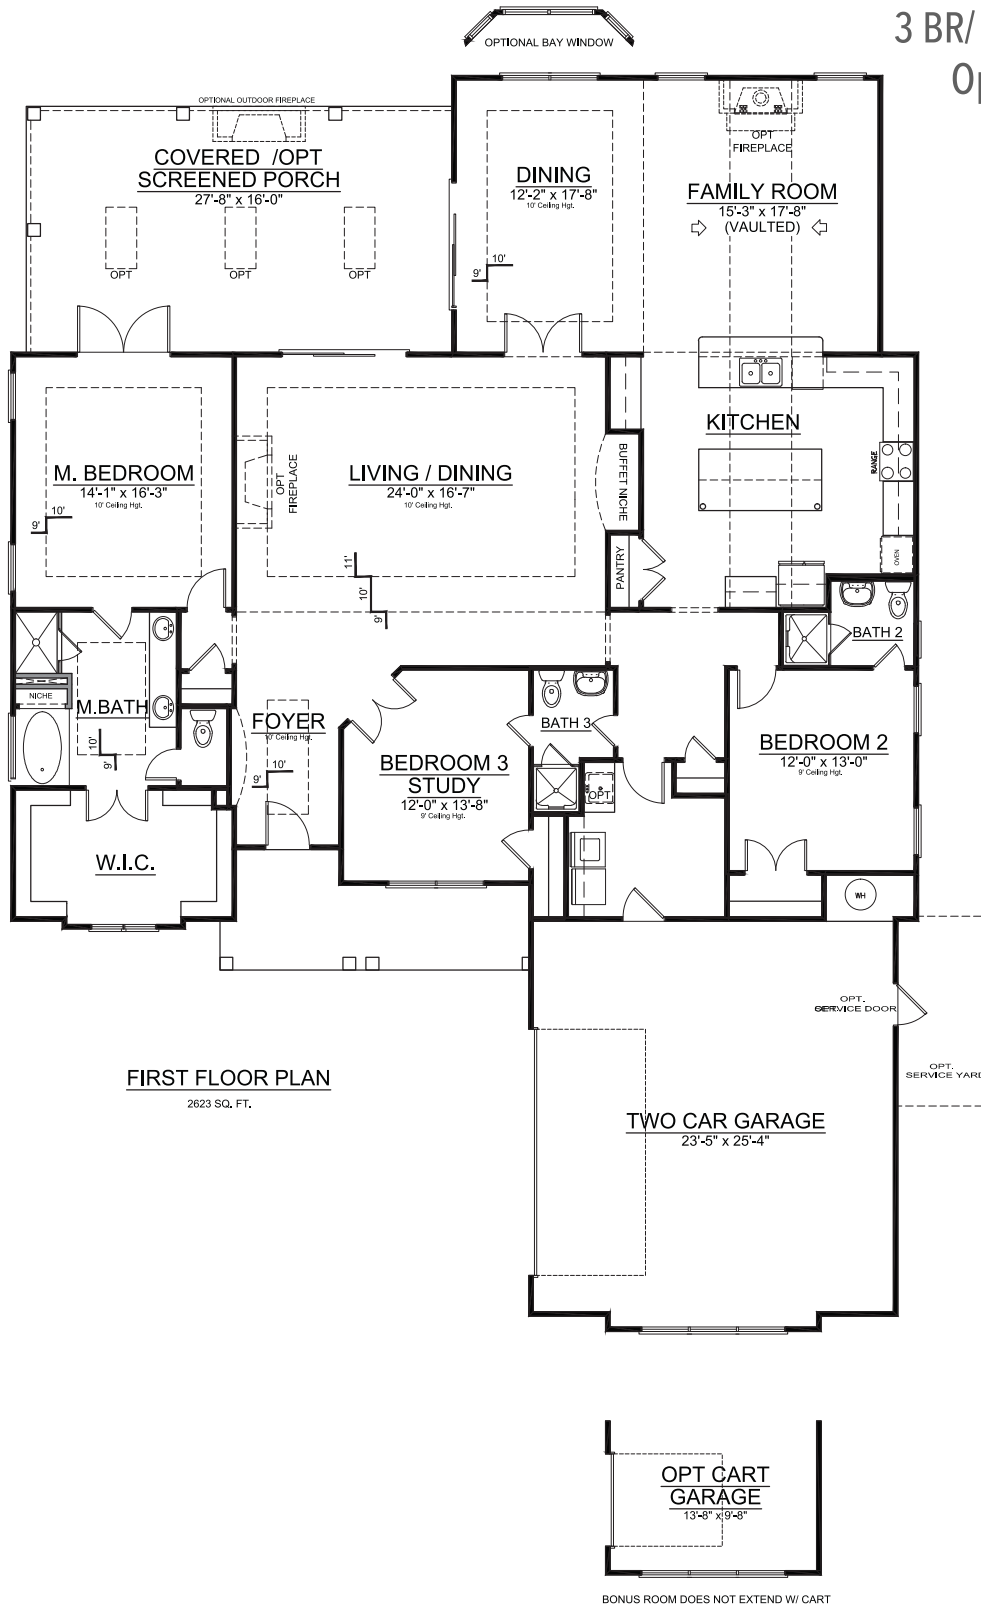 3 BR/
OPTIONAL BAY WINDOW
OPTIONAL OUTDOOR FIREPLACE
COVERED /OPT
SCREENED PORCH
27'-8" x 16'-0"
OPT
OPT
OPT
DINING
12'-2" x 17'-8"
10' Ceiling Hgt.
10'
9'
OPT
FIREPLACE
FAMILY ROOM
15'-3" x 17'-8"
(VAULTED)
M. BEDROOM
14'-1" x 16'-3"
10' Ceiling Hgt.
10'
9'
OPT
FIREPLACE
LIVING / DINING
24'-0" x 16'-7"
10' Ceiling Hgt.
11'
10'
9'
BUFFET NICHE
PANTRY
KITCHEN
RANGE
OVEN
BATH 2
NICHE
M.BATH
10'
9'
FOYER
10' Ceiling Hgt.
10'
9'
BEDROOM 3
STUDY
12'-0" x 13'-8"
9' Ceiling Hgt.
BATH 3
OPT
BEDROOM 2
12'-0" x 13'-0"
9' Ceiling Hgt.
W.I.C.
WH
OPT.
SERVICE DOOR
OPT.
SERVICE YARD
FIRST FLOOR PLAN
2623 SQ. FT.
TWO CAR GARAGE
23'-5" x 25'-4"
OPT CART
GARAGE
13'-8" x 9'-8"
BONUS ROOM DOES NOT EXTEND W/ CART